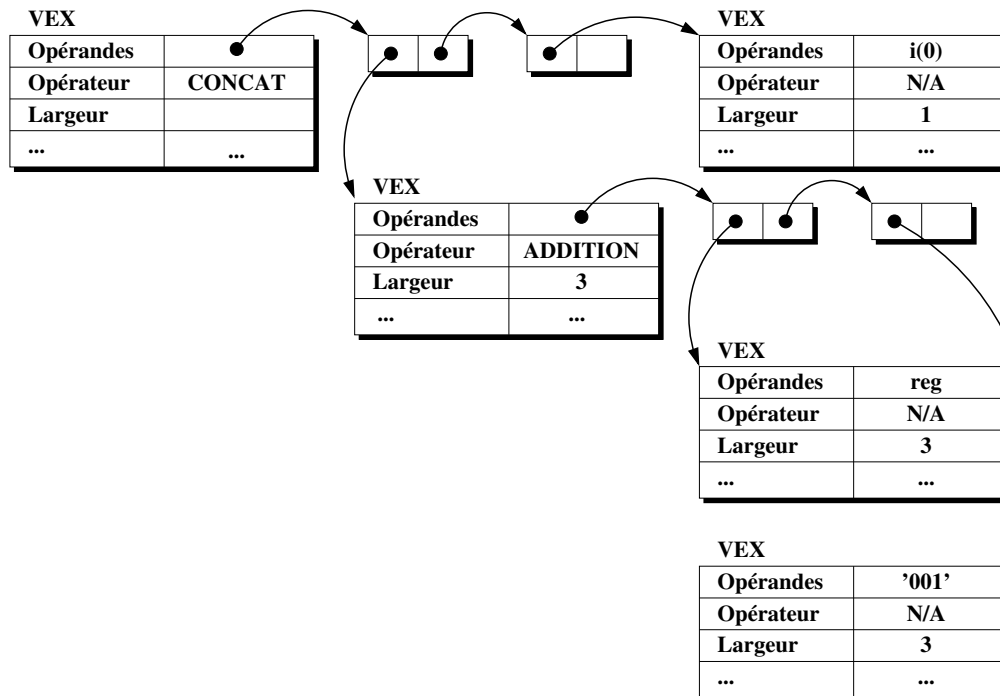 VEX
Opérandes
Opérateur CONCAT
Largeur
... ...
VEX
Opérandes i(0)
Opérateur N/A
Largeur 1
... ...
VEX
Opérandes
Opérateur ADDITION
Largeur 3
... ...
VEX
Opérandes reg
Opérateur N/A
Largeur 3
... ...
VEX
Opérandes ’001’
Opérateur N/A
Largeur 3
... ...